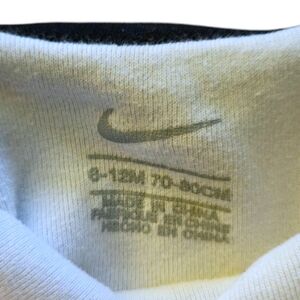 6-12M 70-80CM
MADE IN CHINA
FABRIQUÉ EN CHINE
HECHO EN CHINA